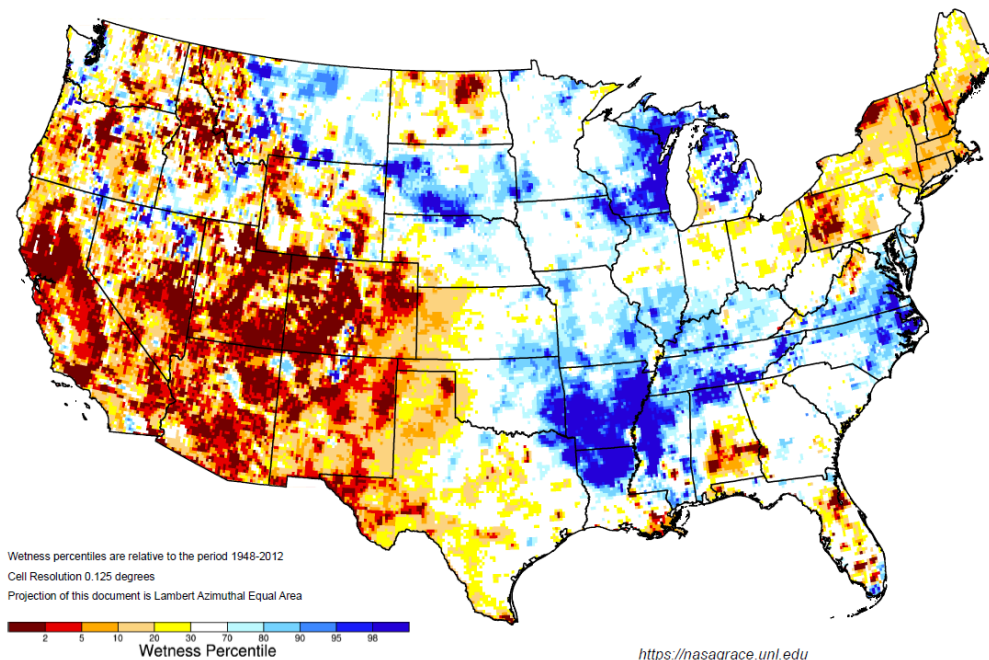 Wetness percentiles are relative to the period 1948-2012
Cell Resolution 0.125 degrees
Projection of this document is Lambert Azimuthal Equal Area
2 5 10 20 30 70 80 90 95 98
Wetness Percentile
https://nasagrace.unl.edu